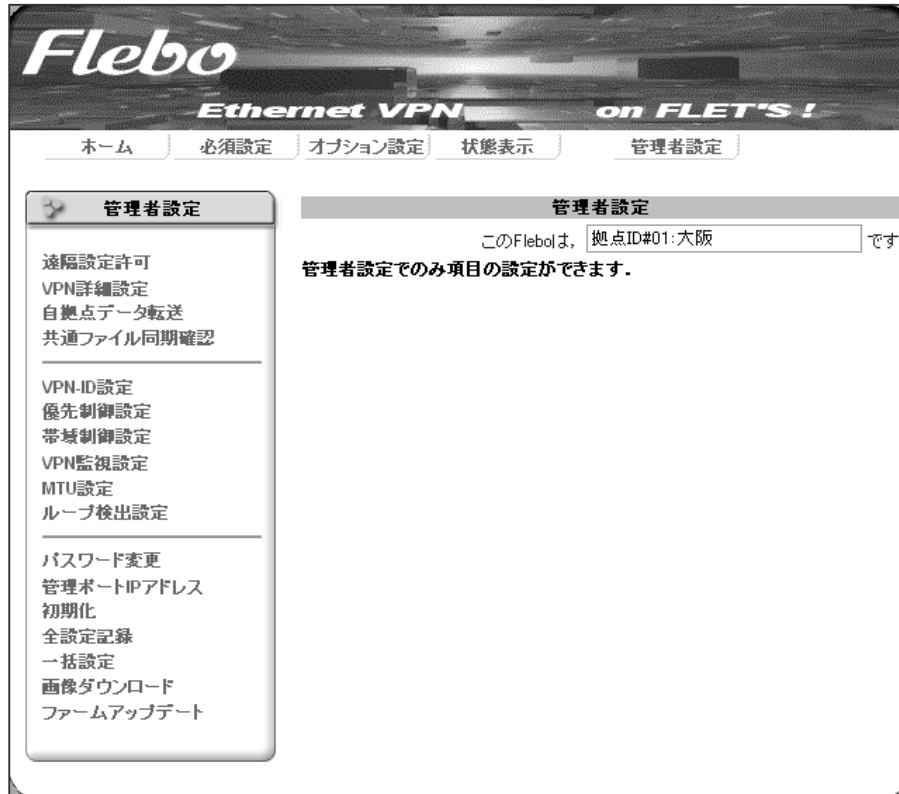 Flebo
Ethernet VPN on FLET'S !
ホーム 必須設定 オプション設定 状態表示 管理者設定
管理者設定
遠隔設定許可
VPN詳細設定
自拠点データ転送
共通ファイル同期確認
VPN-ID設定
優先制御設定
帯域制御設定
VPN監視設定
MTU設定
ループ検出設定
パスワード変更
管理ポートIPアドレス
初期化
全設定記録
一括設定
画像ダウンロード
ファームアップデート
管理者設定
このFleboは, 拠点ID#01:大阪 です
管理者設定でのみ項目の設定ができます.